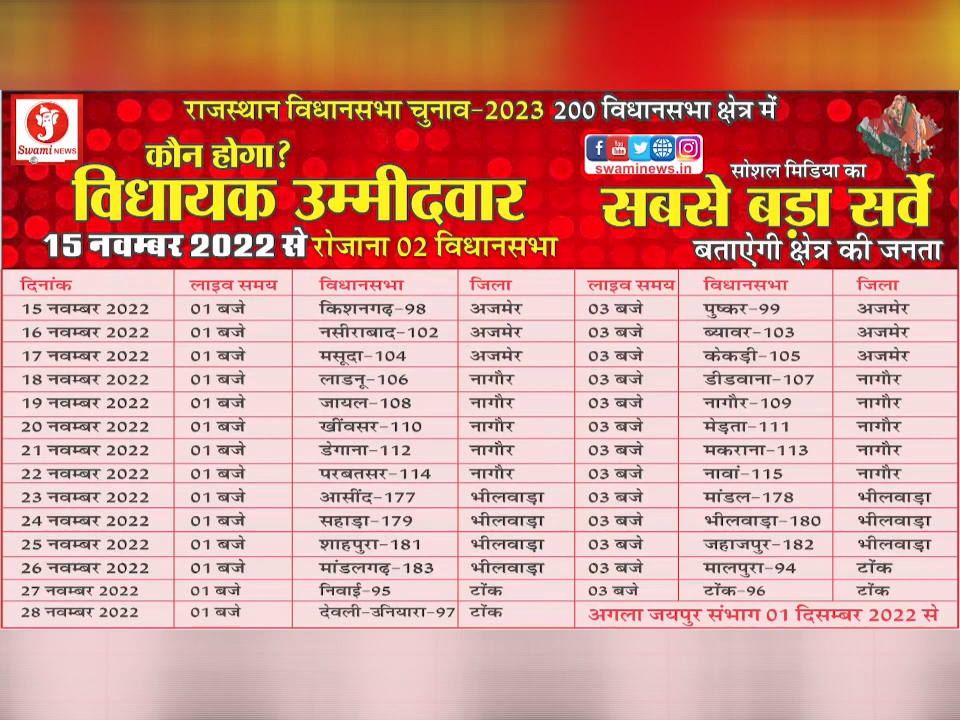 राजस्थान विधानसभा चुनाव-2023 200 विधानसभा क्षेत्र में
Swami NEWS
कौन होगा?
विधायक उम्मीदवार
15 नवम्बर 2022 से रोजाना 02 विधानसभा
You Tube
swaminews.in
सोशल मिडिया का
सबसे बड़ा सर्वे
बताऐगी क्षेत्र की जनता
दिनांक लाइव समय विधानसभा जिला लाइव समय विधानसभा जिला
15 नवम्बर 2022 01 बजे किशनगढ़-98 अजमेर 03 बजे पुष्कर-99 अजमेर
16 नवम्बर 2022 01 बजे नसीराबाद-102 अजमेर 03 बजे ब्यावर-103 अजमेर
17 नवम्बर 2022 01 बजे मसूदा-104 अजमेर 03 बजे केकड़ी-105 अजमेर
18 नवम्बर 2022 01 बजे लाडनू-106 नागौर 03 बजे डीडवाना-107 नागौर
19 नवम्बर 2022 01 बजे जायल-108 नागौर 03 बजे नागौर-109 नागौर
20 नवम्बर 2022 01 बजे खींवसर-110 नागौर 03 बजे मेड़ता-111 नागौर
21 नवम्बर 2022 01 बजे डेगाना-112 नागौर 03 बजे मकराना-113 नागौर
22 नवम्बर 2022 01 बजे परबतसर-114 नागौर 03 बजे नावां-115 नागौर
23 नवम्बर 2022 01 बजे आसींद-177 भीलवाड़ा 03 बजे मांडल-178 भीलवाड़ा
24 नवम्बर 2022 01 बजे सहाड़ा-179 भीलवाड़ा 03 बजे भीलवाड़ा-180 भीलवाड़ा
25 नवम्बर 2022 01 बजे शाहपुरा-181 भीलवाड़ा 03 बजे जहाजपुर-182 भीलवाड़ा
26 नवम्बर 2022 01 बजे मांडलगढ़-183 भीलवाड़ा 03 बजे मालपुरा-94 टोंक
27 नवम्बर 2022 01 बजे निवाई-95 टोंक 03 बजे टोंक-96 टोंक
28 नवम्बर 2022 01 बजे देवली-उनियारा-97 टोंक अगला जयपुर संभाग 01 दिसम्बर 2022 से